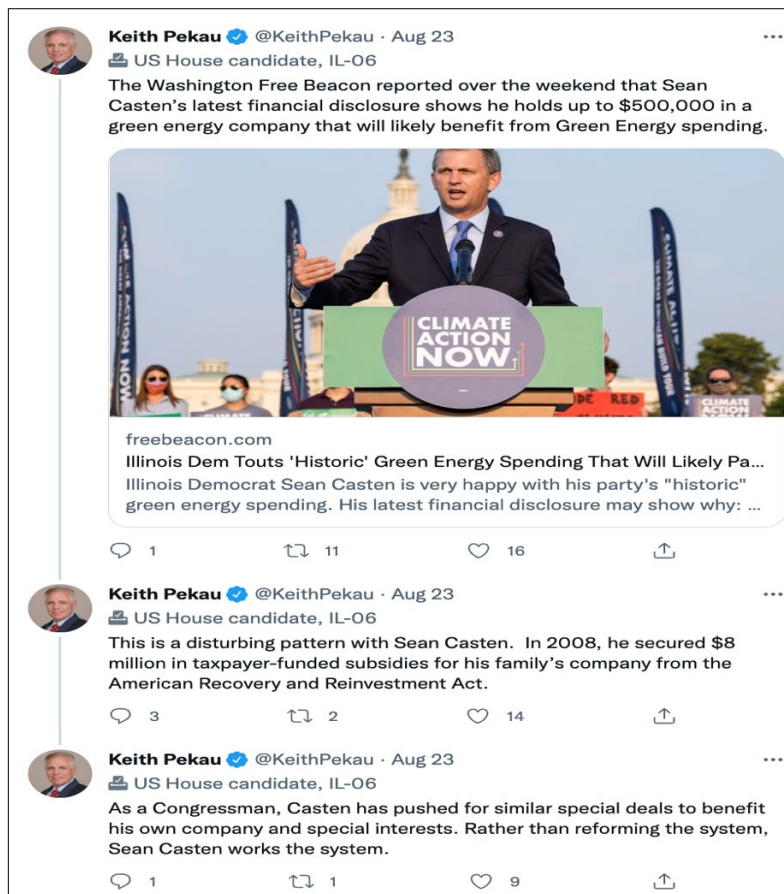 Keith Pekau @KeithPekau · Aug 23
US House candidate, IL-06
The Washington Free Beacon reported over the weekend that Sean
Casten's latest financial disclosure shows he holds up to $500,000 in a
green energy company that will likely benefit from Green Energy spending.
CLIMATE
ACTION
NOW
DE RED
CLIMATE
ACTION
freebeacon.com
Illinois Dem Touts 'Historic' Green Energy Spending That Will Likely Pa...
Illinois Democrat Sean Casten is very happy with his party's "historic"
green energy spending. His latest financial disclosure may show why: ...
1 11 16
Keith Pekau @KeithPekau · Aug 23
US House candidate, IL-06
This is a disturbing pattern with Sean Casten. In 2008, he secured $8
million in taxpayer-funded subsidies for his family's company from the
American Recovery and Reinvestment Act.
3 2 14
Keith Pekau @KeithPekau · Aug 23
US House candidate, IL-06
As a Congressman, Casten has pushed for similar special deals to benefit
his own company and special interests. Rather than reforming the system,
Sean Casten works the system.
1 1 9